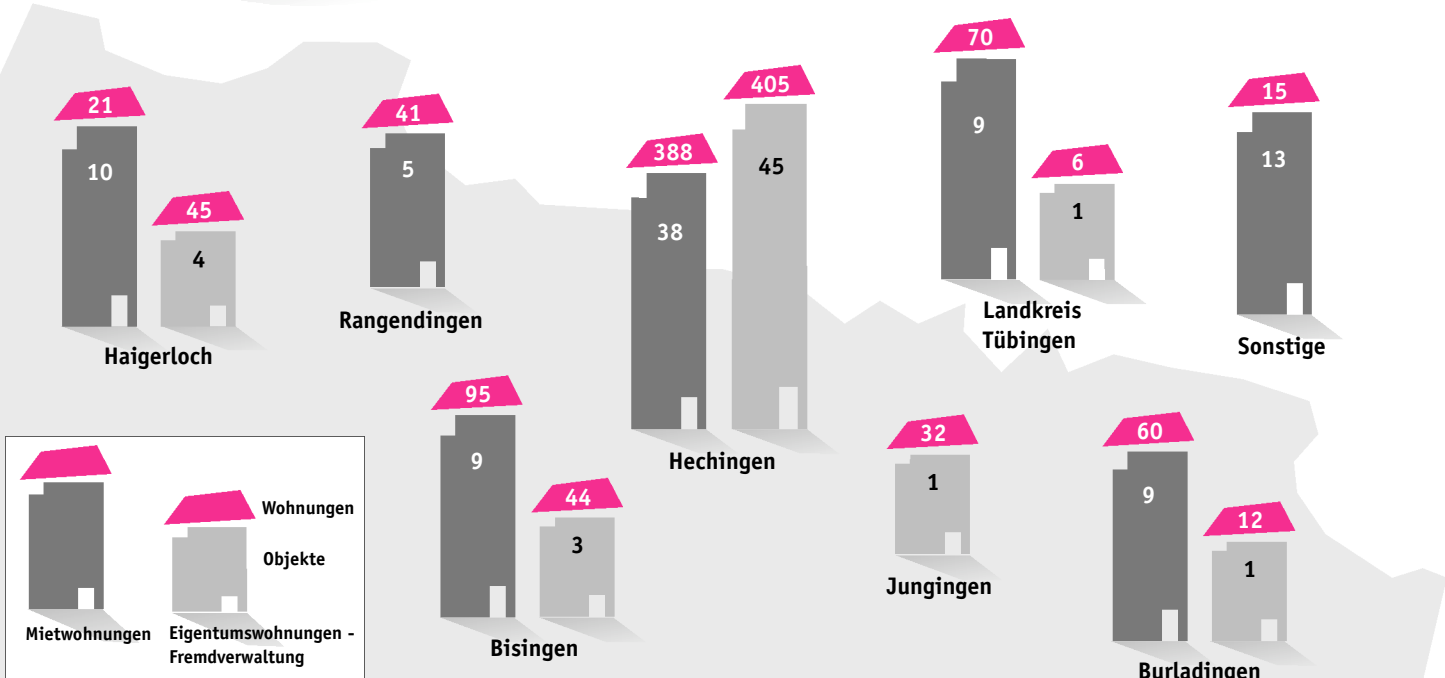 21
10
45
4
Haigerloch
41
5
Rangendingen
388
38
405
45
Hechingen
70
9
6
1
Landkreis
Tübingen
15
13
Sonstige
95
9
44
3
Bisingen
32
1
Jungingen
60
9
12
1
Burladingen
Wohnungen
Objekte
Mietwohnungen
Eigentumswohnungen -
Fremdverwaltung